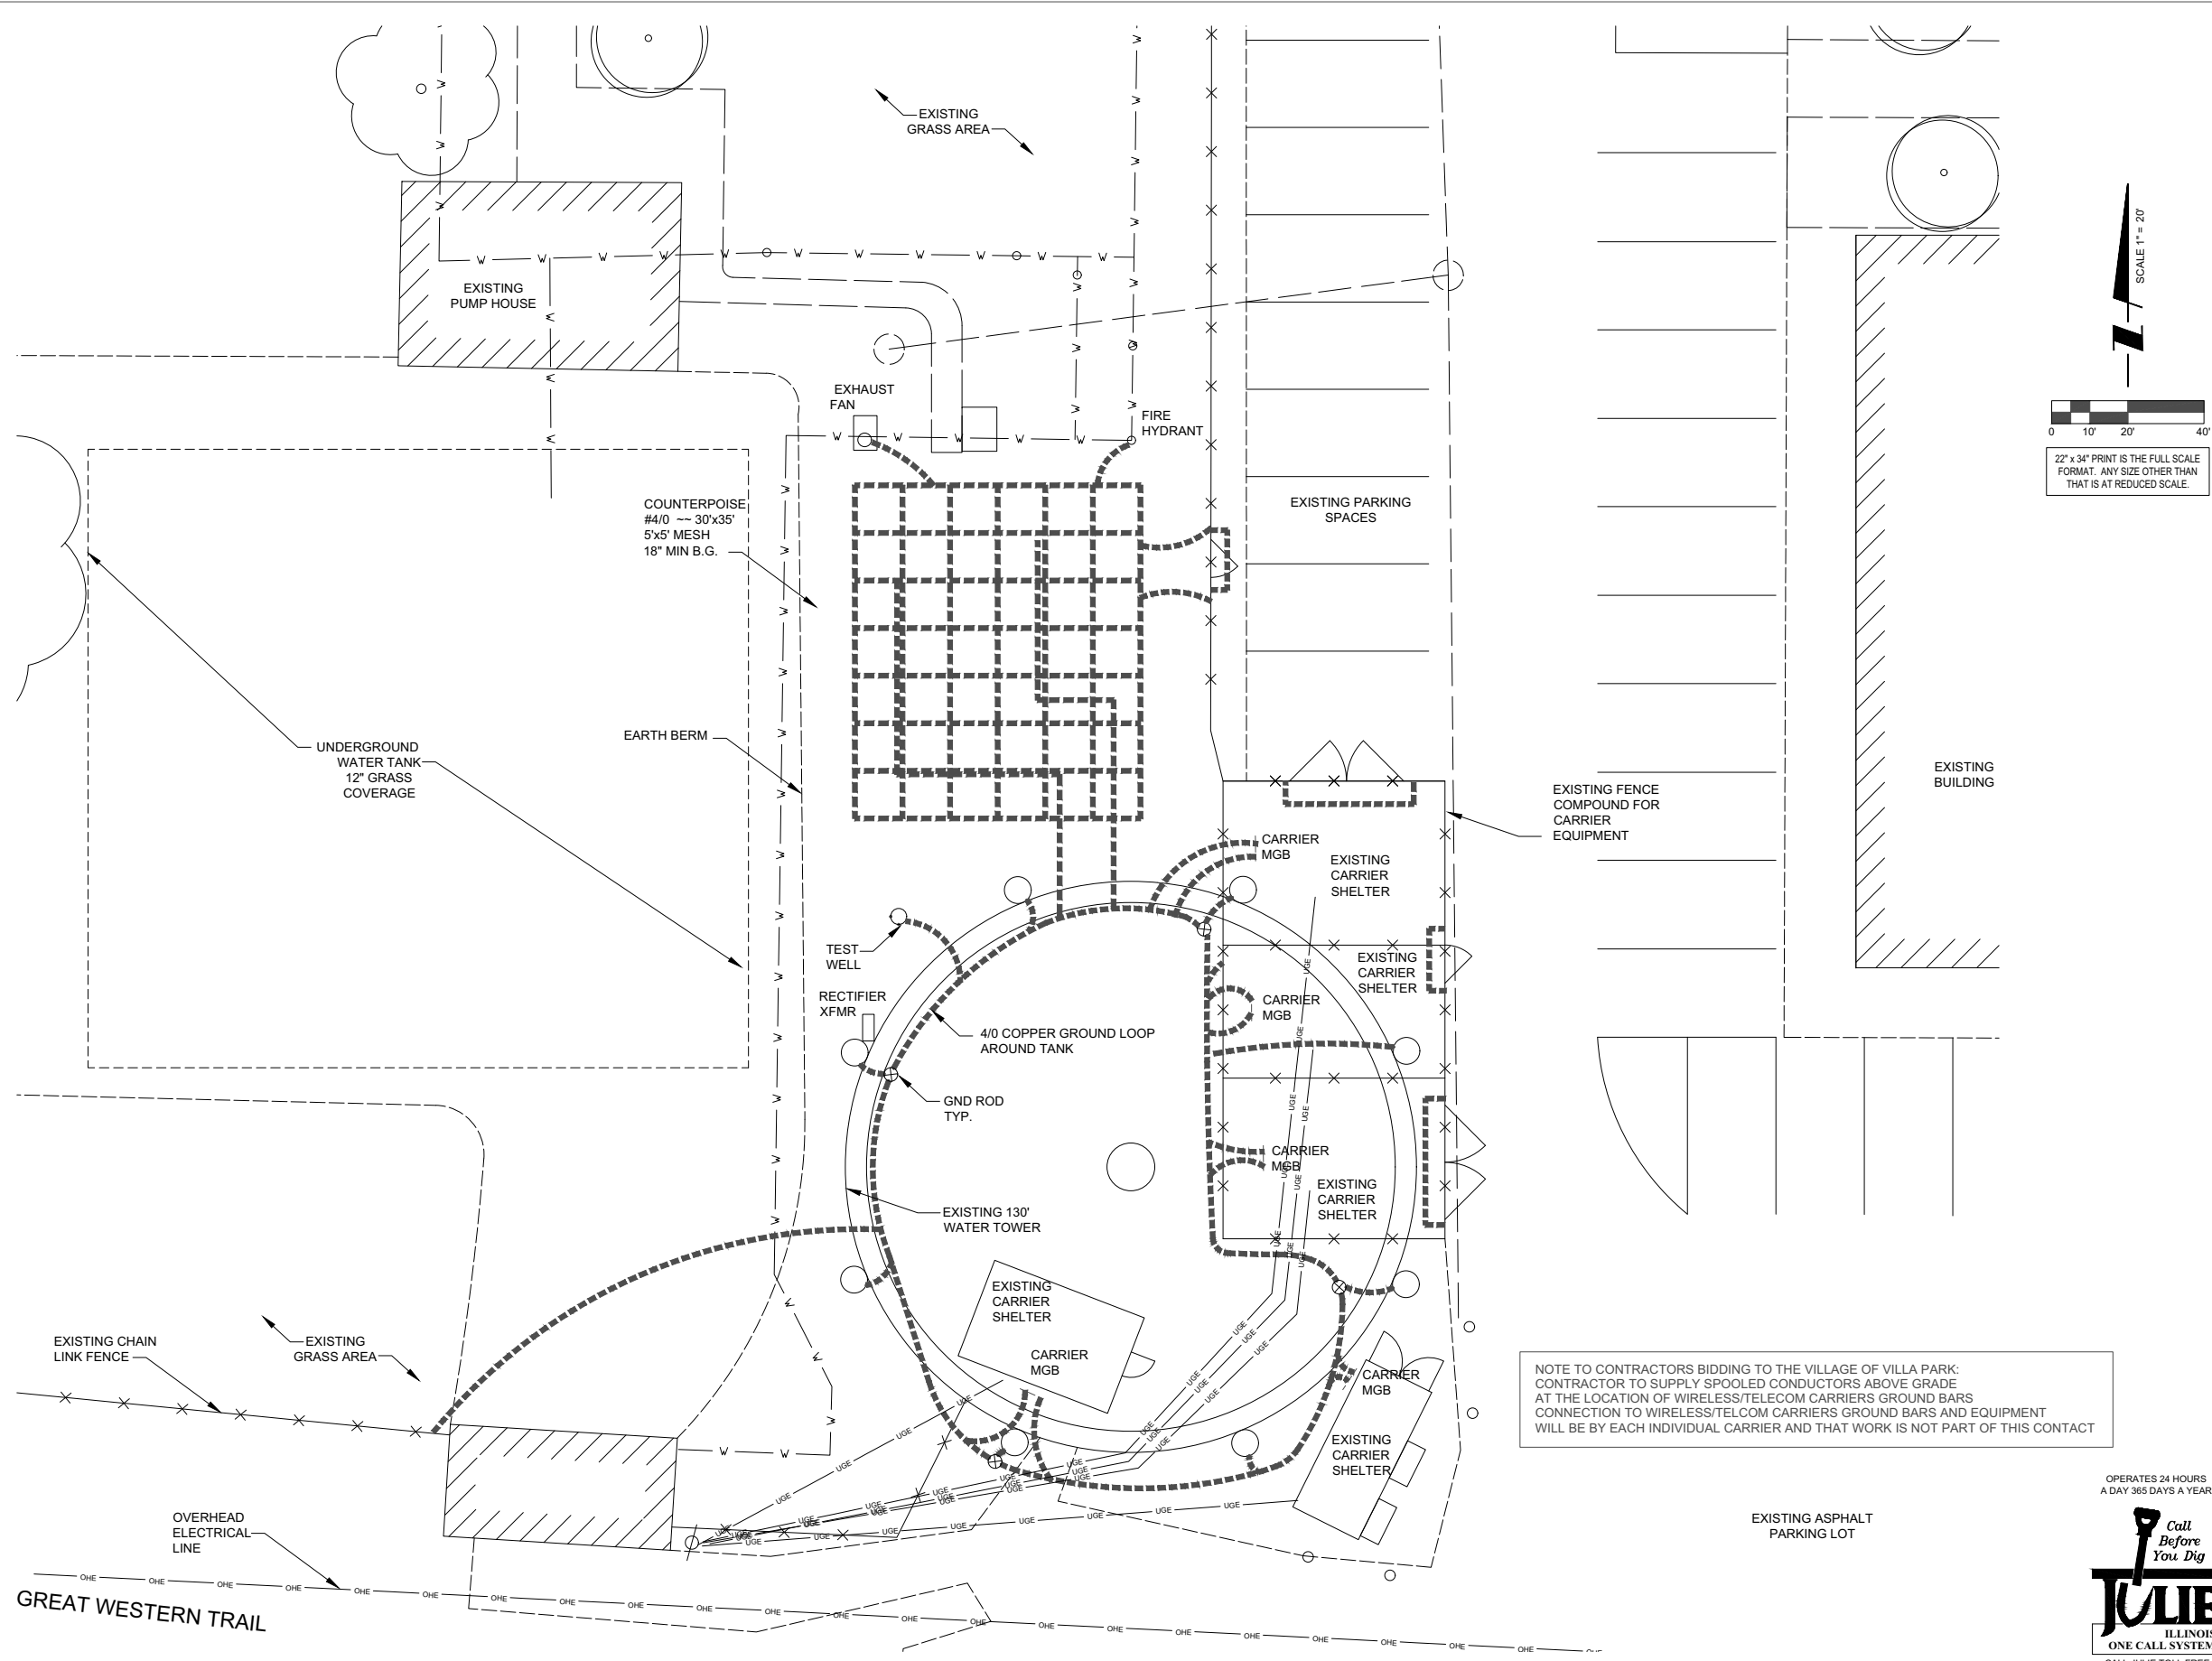 EXISTING
GRASS AREA
EXISTING
PUMP HOUSE
SCALE 1" = 20'
0 10' 20' 40'
22" x 34" PRINT IS THE FULL SCALE
FORMAT. ANY SIZE OTHER THAN
THAT IS AT REDUCED SCALE.
EXHAUST
FAN
FIRE
HYDRANT
COUNTERPOISE
#4/0 ~~ 30'x35'
5'x5' MESH
18" MIN B.G.
EXISTING PARKING
SPACES
UNDERGROUND
WATER TANK
12" GRASS
COVERAGE
EARTH BERM
EXISTING
BUILDING
EXISTING FENCE
COMPOUND FOR
CARRIER
EQUIPMENT
CARRIER
MGB
EXISTING
CARRIER
SHELTER
TEST
WELL
EXISTING
CARRIER
SHELTER
RECTIFIER
XFMR
CARRIER
MGB
4/0 COPPER GROUND LOOP
AROUND TANK
GND ROD
TYP.
CARRIER
MGB
EXISTING
CARRIER
SHELTER
EXISTING 130'
WATER TOWER
EXISTING
CARRIER
SHELTER
CARRIER
MGB
EXISTING CHAIN
LINK FENCE
EXISTING
GRASS AREA
CARRIER
MGB
EXISTING
CARRIER
SHELTER
NOTE TO CONTRACTORS BIDDING TO THE VILLAGE OF VILLA PARK:
CONTRACTOR TO SUPPLY SPOOLED CONDUCTORS ABOVE GRADE
AT THE LOCATION OF WIRELESS/TELECOM CARRIERS GROUND BARS
CONNECTION TO WIRELESS/TELCOM CARRIERS GROUND BARS AND EQUIPMENT
WILL BE BY EACH INDIVIDUAL CARRIER AND THAT WORK IS NOT PART OF THIS CONTACT
OVERHEAD
ELECTRICAL
LINE
EXISTING ASPHALT
PARKING LOT
GREAT WESTERN TRAIL
OPERATES 24 HOURS
A DAY 365 DAYS A YEAR
Call
Before
You Dig
JULIE
ILLINOIS
ONE CALL SYSTEM